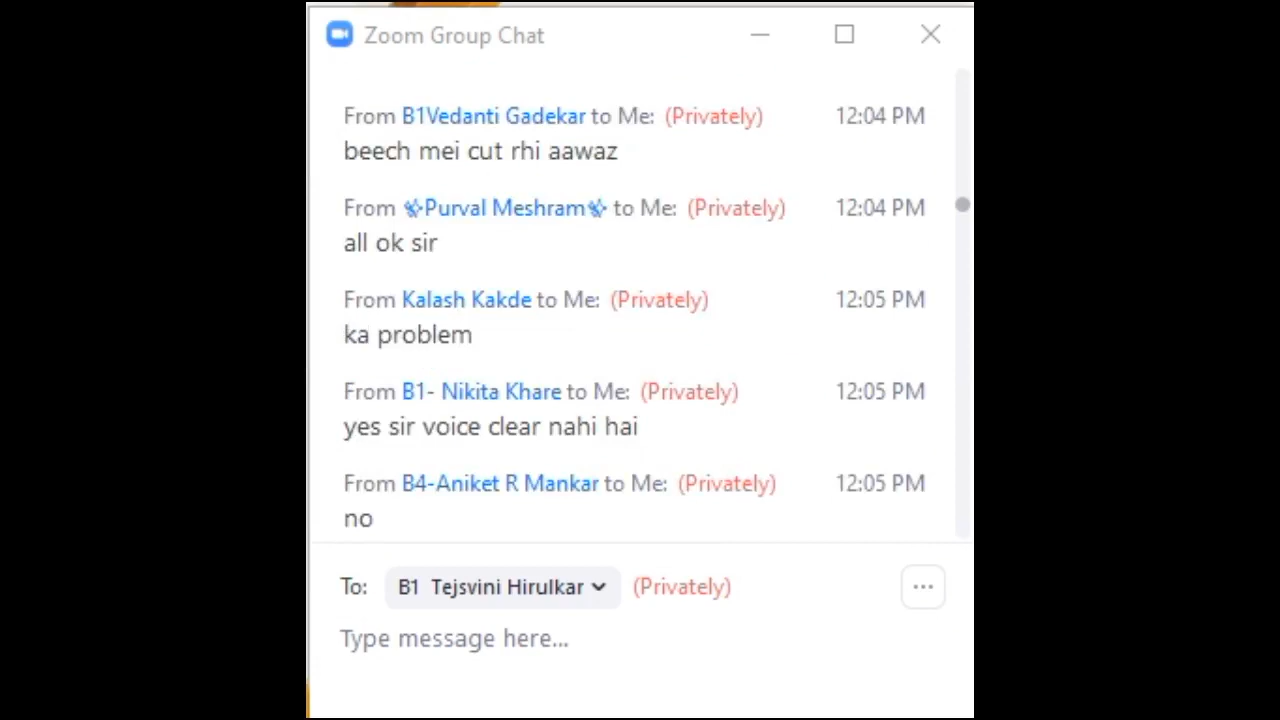 Zoom Group Chat
From B1Vedanti Gadekar to Me: (Privately) 12:04 PM
beech mei cut rhi aawaz
From Purval Meshram to Me: (Privately) 12:04 PM
all ok sir
From Kalash Kakde to Me: (Privately) 12:05 PM
ka problem
From B1- Nikita Khare to Me: (Privately) 12:05 PM
yes sir voice clear nahi hai
From B4-Aniket R Mankar to Me: (Privately) 12:05 PM
no
To: B1 Tejsvini Hirulkar (Privately)
Type message here...